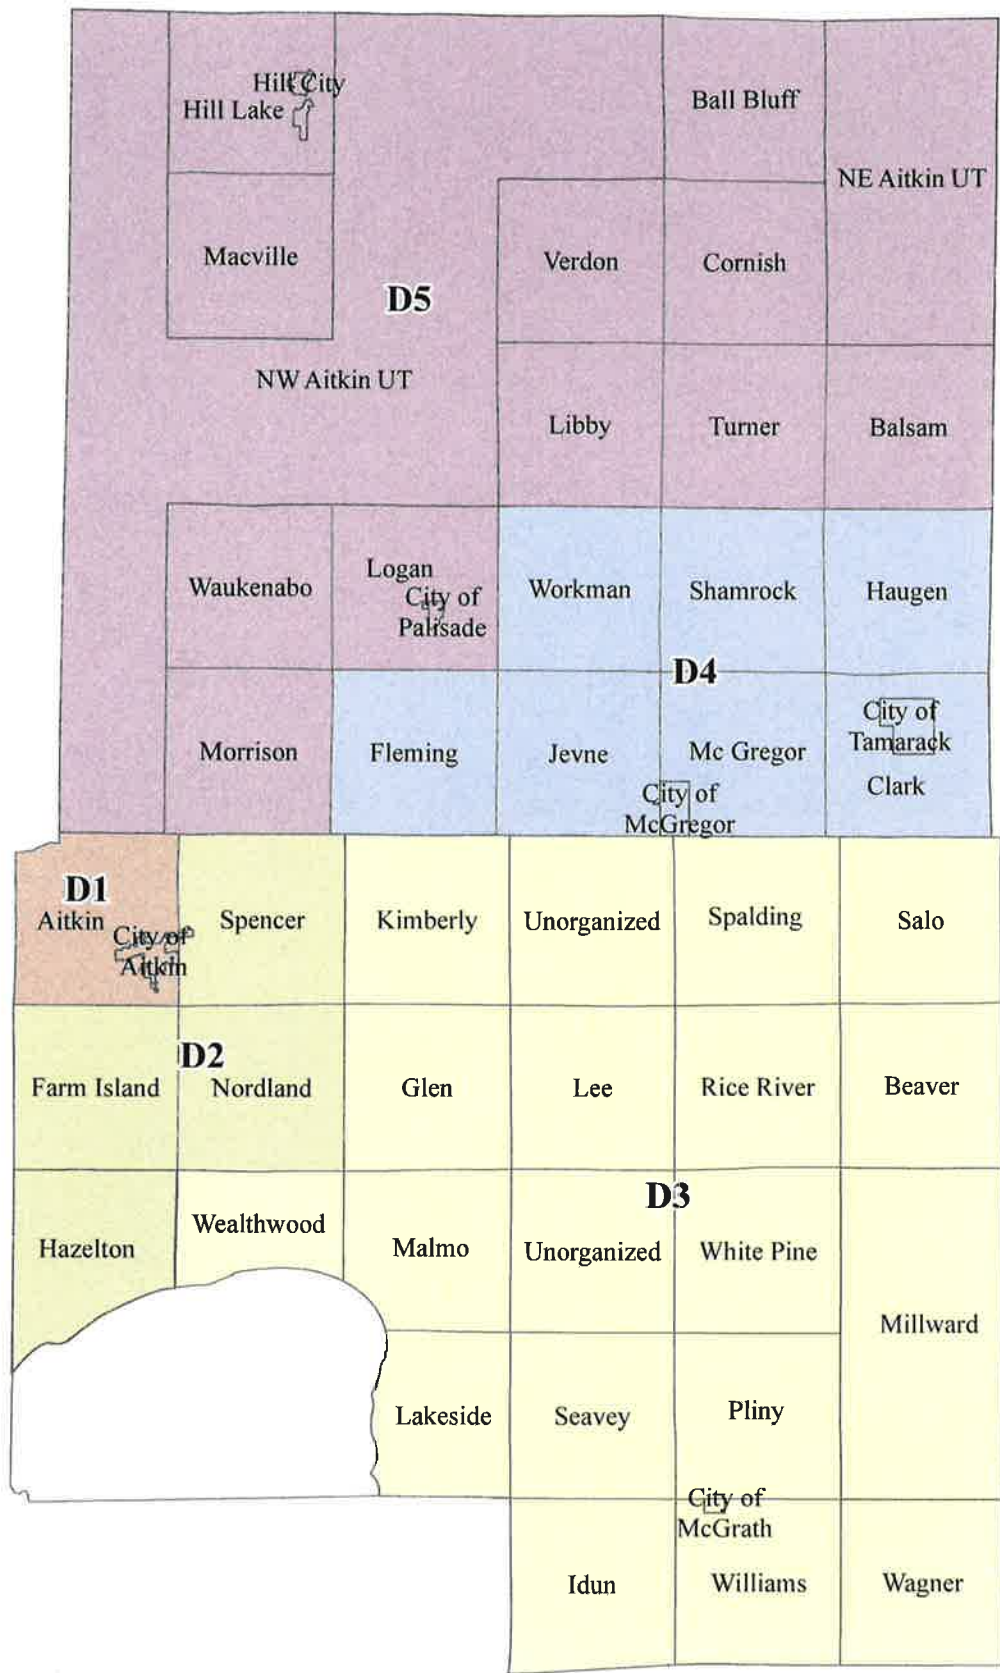 Hill City
Hill Lake
Ball Bluff
NE Aitkin UT
Macville
Verdon
Cornish
D5
NW Aitkin UT
Libby
Turner
Balsam
Waukenabo
Logan
City of
Palisade
Workman
Shamrock
Haugen
D4
Morrison
Fleming
Jevne
Mc Gregor
City of
Tamarack
Clark
City of
McGregor
D1
Aitkin
City of
Aitkin
Spencer
Kimberly
Unorganized
Spalding
Salo
D2
Farm Island
Nordland
Glen
Lee
Rice River
Beaver
D3
Hazelton
Wealthwood
Malmo
Unorganized
White Pine
Millward
Lakeside
Seavey
Pliny
City of
McGrath
Idun
Williams
Wagner